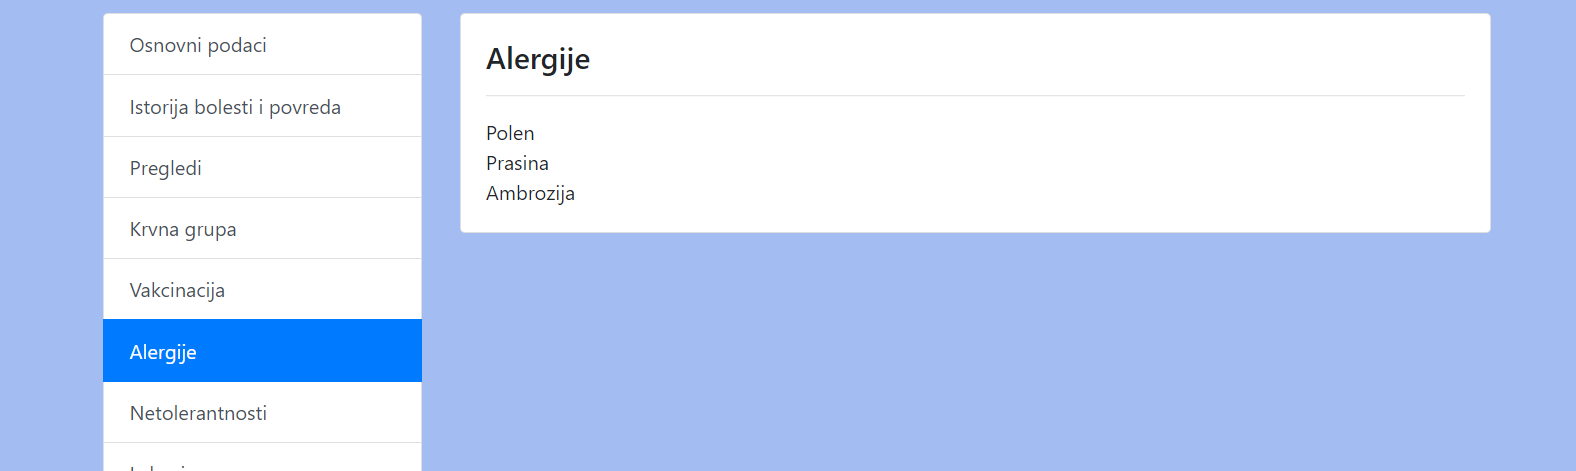 Osnovni podaci
Istorija bolesti i povreda
Pregledi
Krvna grupa
Vakcinacija
Alergije
Netolerantnosti
Alergije
Polen
Prasina
Ambrozija